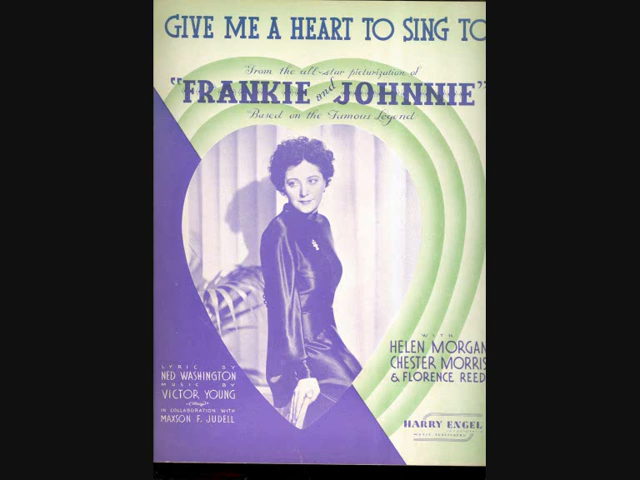 GIVE ME A HEART TO SING TO
"From the all-star picturization of
"FRANKIE and JOHNNIE"
Based on the Famous Legend
WITH
HELEN MORGAN
CHESTER MORRIS
& FLORENCE REED
LYRIC BY
NED WASHINGTON
MUSIC BY
VICTOR YOUNG
IN COLLABORATION WITH
MAXSON F. JUDELL
HARRY ENGEL
MUSIC PUBLISHERS